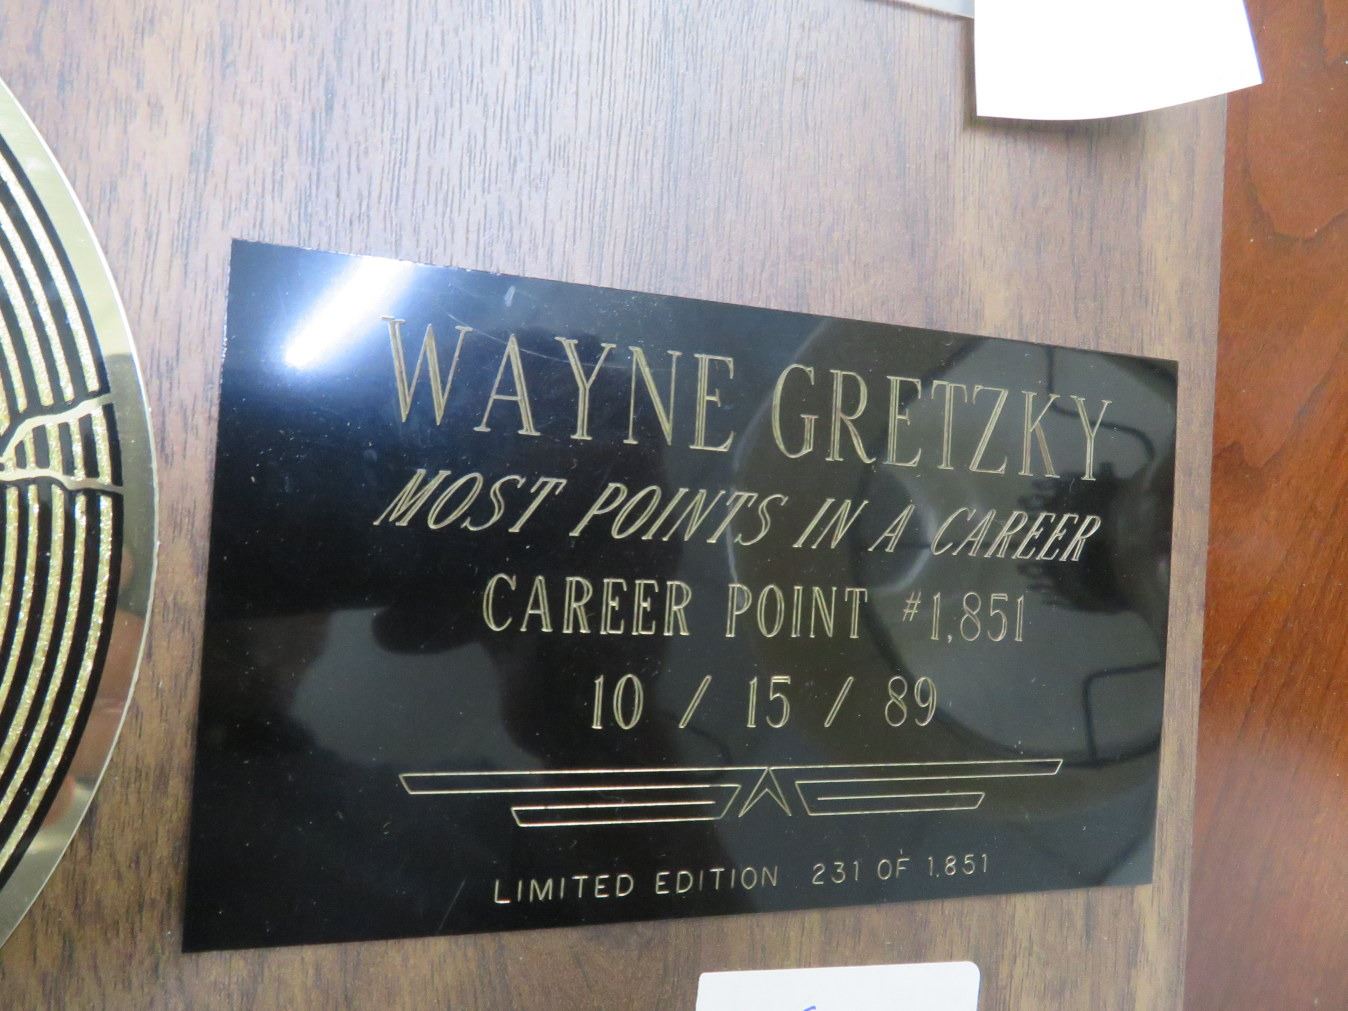 WAYNE GRETZKY
MOST POINTS IN A CAREER
CAREER POINT #1,851
10 / 15 / 89
LIMITED EDITION 231 OF 1,851